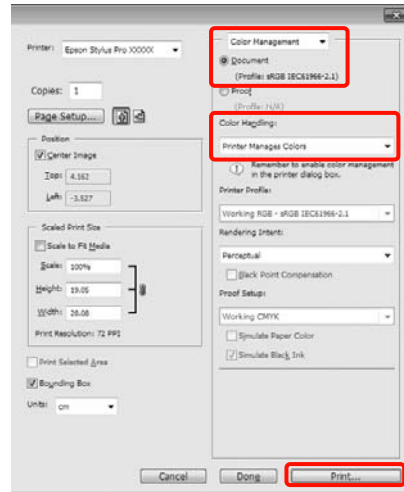 Printer:
Epson Stylus Pro XXXXX
Copies:
1
Page Setup...
Position
Center Image
Top:
4.162
Left:
-3.527
Scaled Print Size
Scale to Fit Media
Scale:
100%
Height:
19.05
Width:
28.08
Print Resolution: 72 PPI
Print Selected Area
Bounding Box
Units:
cm
Color Management
Document
(Profile: sRGB IEC61966-2.1)
Proof
(Profile: N/A)
Color Handling:
Printer Manages Colors
Remember to enable color management
in the printer dialog box.
Printer Profile:
Working RGB - sRGB IEC61966-2.1
Rendering Intent:
Perceptual
Black Point Compensation
Proof Setup:
Working CMYK
Simulate Paper Color
Simulate Black Ink
Cancel
Done
Print...